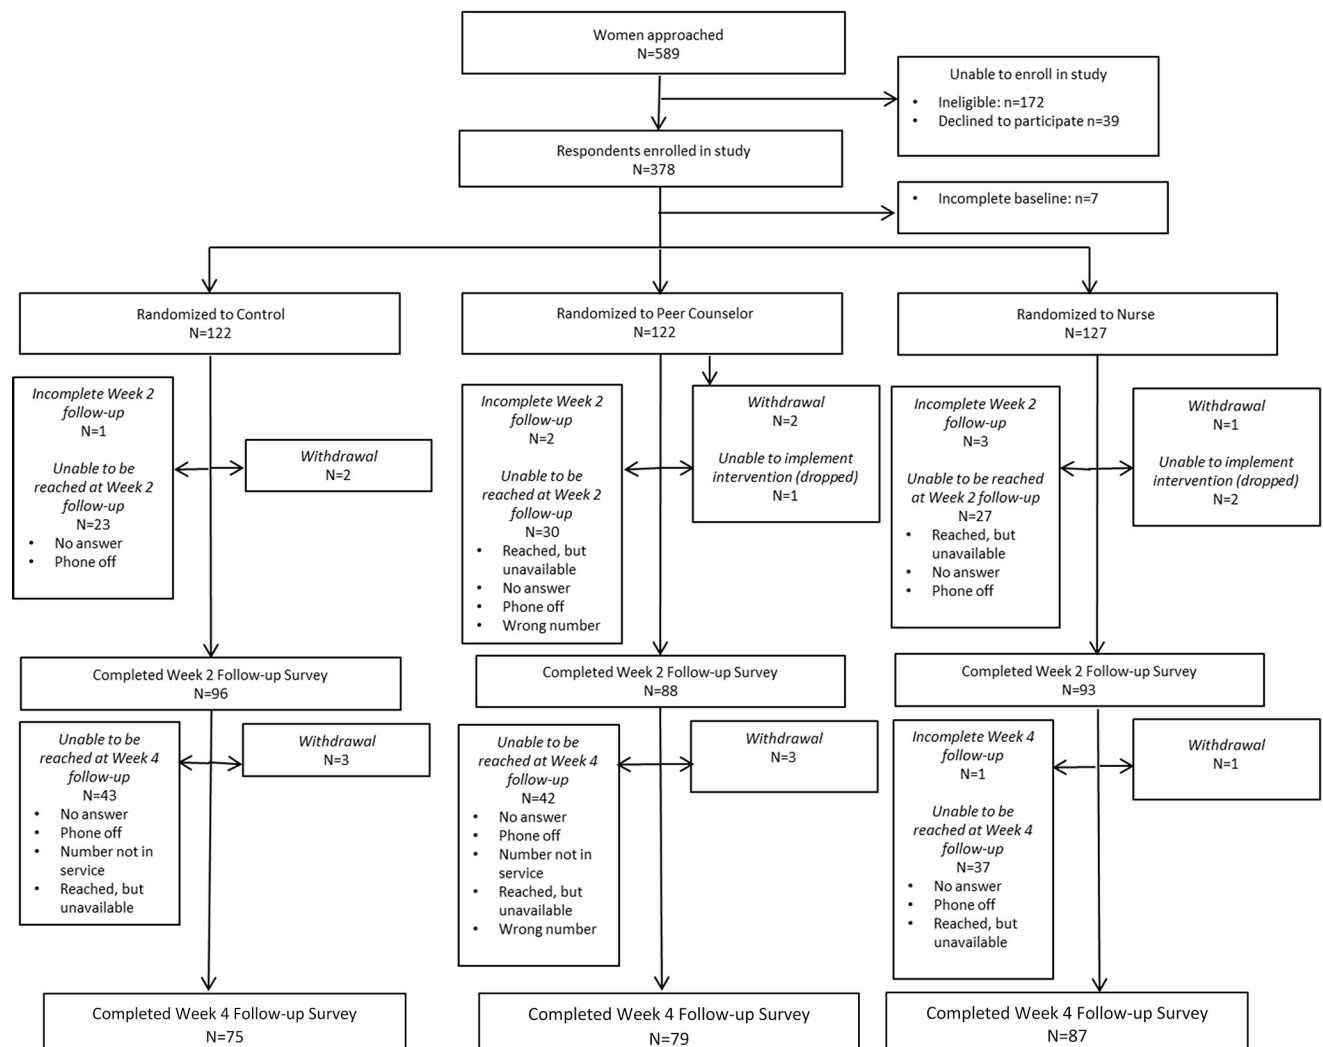 Women approached
N=589
Unable to enroll in study
• Ineligible: n=172
• Declined to participate n=39
Respondents enrolled in study
N=378
• Incomplete baseline: n=7
Randomized to Control
N=122
Randomized to Peer Counselor
N=122
Randomized to Nurse
N=127
Incomplete Week 2
follow-up
N=1
Unable to be
reached at Week 2
follow-up
N=23
• No answer
• Phone off
Withdrawal
N=2
Incomplete Week 2
follow-up
N=2
Unable to be
reached at Week 2
follow-up
N=30
• Reached, but
unavailable
• No answer
• Phone off
• Wrong number
Withdrawal
N=2
Unable to implement
intervention (dropped)
N=1
Incomplete Week 2
follow-up
N=3
Unable to be reached
at Week 2 follow-up
N=27
• Reached, but
unavailable
• No answer
• Phone off
Withdrawal
N=1
Unable to implement
intervention (dropped)
N=2
Completed Week 2 Follow-up Survey
N=96
Completed Week 2 Follow-up Survey
N=88
Completed Week 2 Follow-up Survey
N=93
Unable to be
reached at Week 4
follow-up
N=43
• No answer
• Phone off
• Number not in
service
• Reached, but
unavailable
Withdrawal
N=3
Unable to be
reached at Week 4
follow-up
N=42
• No answer
• Phone off
• Number not in
service
• Reached, but
unavailable
• Wrong number
Withdrawal
N=3
Incomplete Week 4
follow-up
N=1
Unable to be
reached at Week 4
follow-up
N=37
• No answer
• Phone off
• Reached, but
unavailable
Withdrawal
N=1
Completed Week 4 Follow-up Survey
N=75
Completed Week 4 Follow-up Survey
N=79
Completed Week 4 Follow-up Survey
N=87